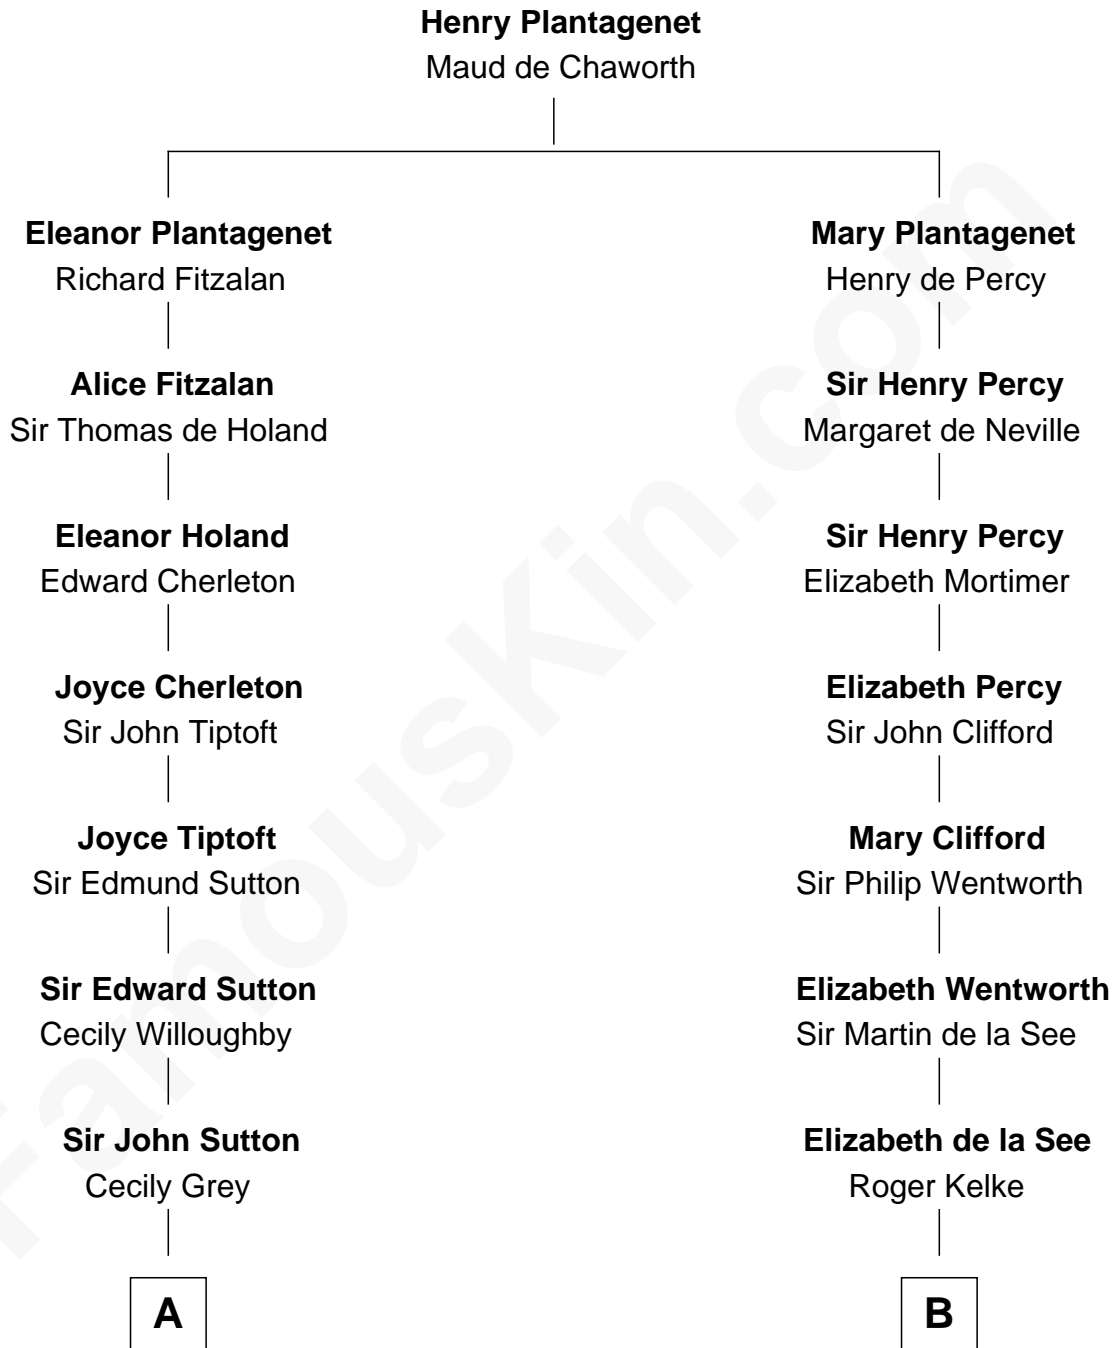 Henry Plantagenet
Maud de Chaworth
Eleanor Plantagenet
Richard Fitzalan
Mary Plantagenet
Henry de Percy
Alice Fitzalan
Sir Thomas de Holand
Sir Henry Percy
Margaret de Neville
Eleanor Holand
Edward Cherleton
Sir Henry Percy
Elizabeth Mortimer
Joyce Cherleton
Sir John Tiptoft
Elizabeth Percy
Sir John Clifford
Joyce Tiptoft
Sir Edmund Sutton
Mary Clifford
Sir Philip Wentworth
Sir Edward Sutton
Cecily Willoughby
Elizabeth Wentworth
Sir Martin de la See
Sir John Sutton
Cecily Grey
Elizabeth de la See
Roger Kelke
A
B
FamousKin.com